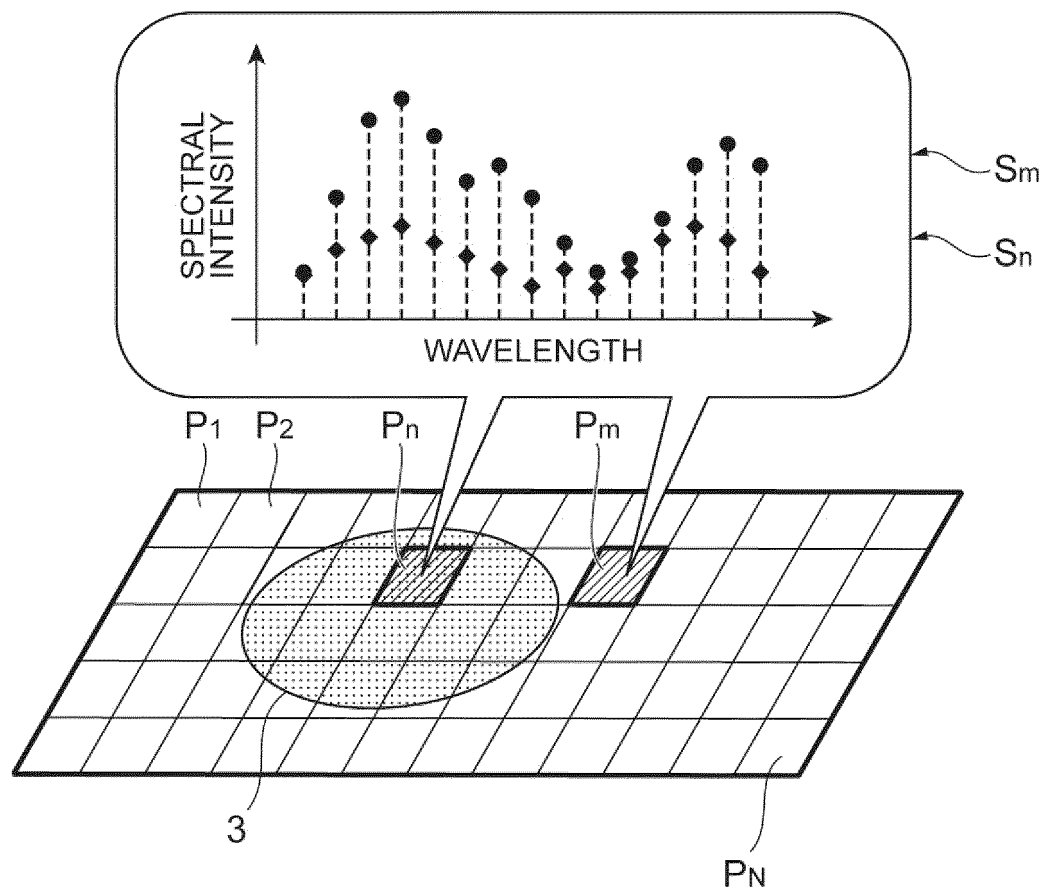 SPECTRAL
INTENSITY
WAVELENGTH
Sm
Sn
P1
P2
Pn
Pm
3
PN